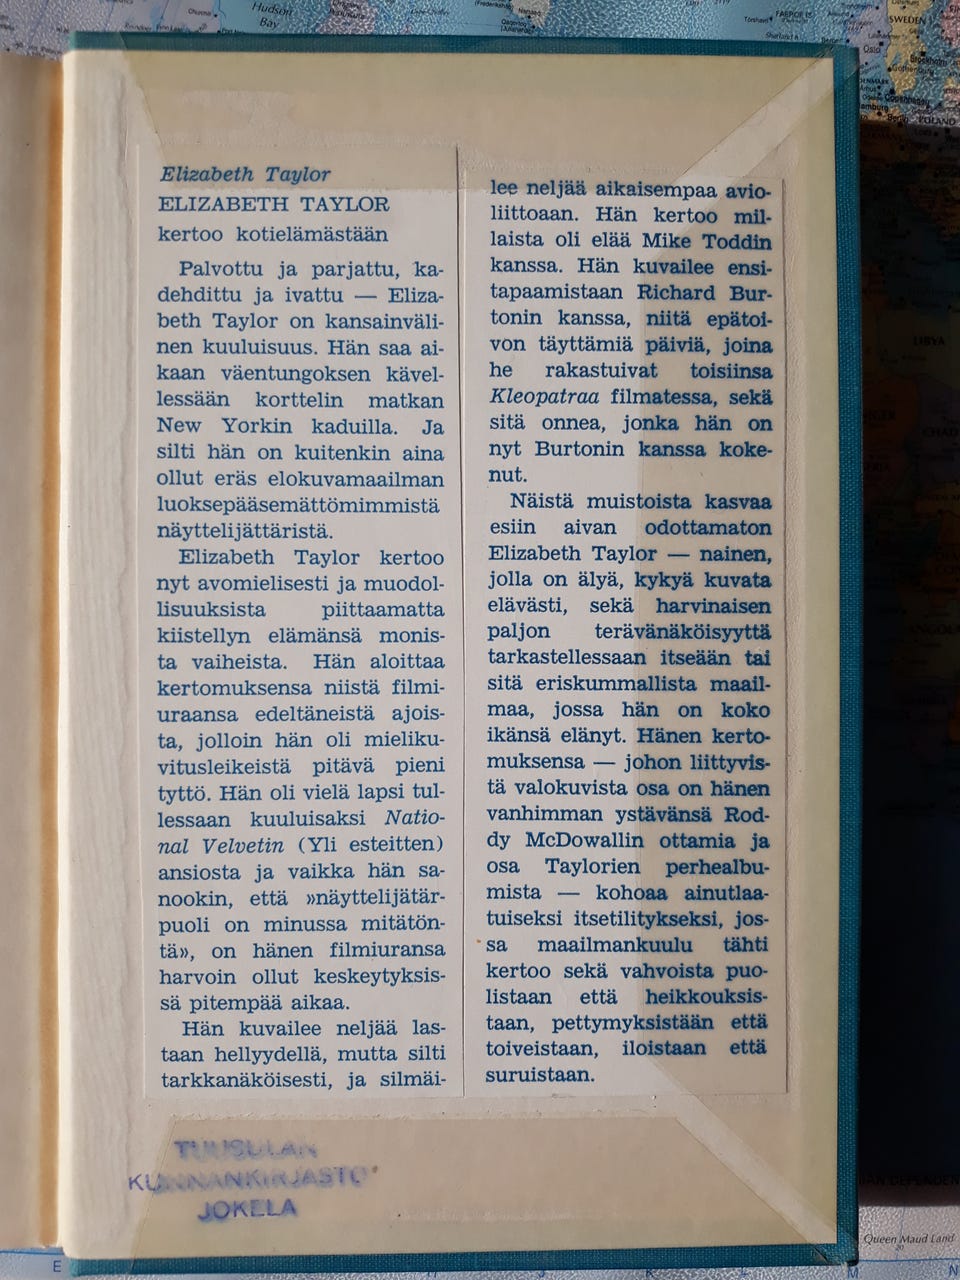 Elizabeth Taylor
ELIZABETH TAYLOR
kertoo kotielämästään
Palvottu ja parjattu, ka-
dehdittu ja ivattu — Eliza-
beth Taylor on kansainväli-
nen kuuluisuus. Hän saa ai-
kaan väentungoksen kävel-
lessään korttelin matkan
New Yorkin kaduilla. Ja
silti hän on kuitenkin aina
ollut eräs elokuvamaailman
luoksepääsemättömimmistä
näyttelijättäristä.
Elizabeth Taylor kertoo
nyt avomielisesti ja muodol-
lisuuksista piittaamatta
kiistellyn elämänsä monis-
ta vaiheista. Hän aloittaa
kertomuksensa niistä filmi-
uraansa edeltäneistä ajois-
ta, jolloin hän oli mieliku-
vitusleikeistä pitävä pieni
tyttö. Hän oli vielä lapsi tul-
lessaan kuuluisaksi Natio-
nal Velvetin (Yli esteitten)
ansiosta ja vaikka hän sa-
nookin, että »näyttelijätär-
puoli on minussa mitätön-
tä», on hänen filmiuransa
harvoin ollut keskeytyksis-
sä pitempää aikaa.
Hän kuvailee neljää las-
taan hellyydellä, mutta silti
tarkkanäköisesti, ja silmäi-
lee neljää aikaisempaa avio-
liittoaan. Hän kertoo mil-
laista oli elää Mike Toddin
kanssa. Hän kuvailee ensi-
tapaamistaan Richard Bur-
tonin kanssa, niitä epätoi-
von täyttämiä päiviä, joina
he rakastuivat toisiinsa
Kleopatraa filmatessa, sekä
sitä onnea, jonka hän on
nyt Burtonin kanssa koke-
nut.
Näistä muistoista kasvaa
esiin aivan odottamaton
Elizabeth Taylor — nainen,
jolla on älyä, kykyä kuvata
elävästi, sekä harvinaisen
paljon terävänäköisyyttä
tarkastellessaan itseään tai
sitä eriskummallista maail-
maa, jossa hän on koko
ikänsä elänyt. Hänen kerto-
muksensa — johon liittyvis-
tä valokuvista osa on hänen
vanhimman ystävänsä Rod-
dy McDowallin ottamia ja
osa Taylorien perhealbu-
mista — kohoaa ainutlaa-
tuiseksi itsetilitykseksi, jos-
sa maailmankuulu tähti
kertoo sekä vahvoista puo-
listaan että heikkouksis-
taan, pettymyksistään että
toiveistaan, iloistaan että
suruistaan.
TUUSULAN
KUNNANKIRJASTO
JOKELA
Hudson
Bay
SWEDEN
Oslo
Stockholm
Copenhagen
Berlin
POLAND
LIBYA
Queen Maud Land